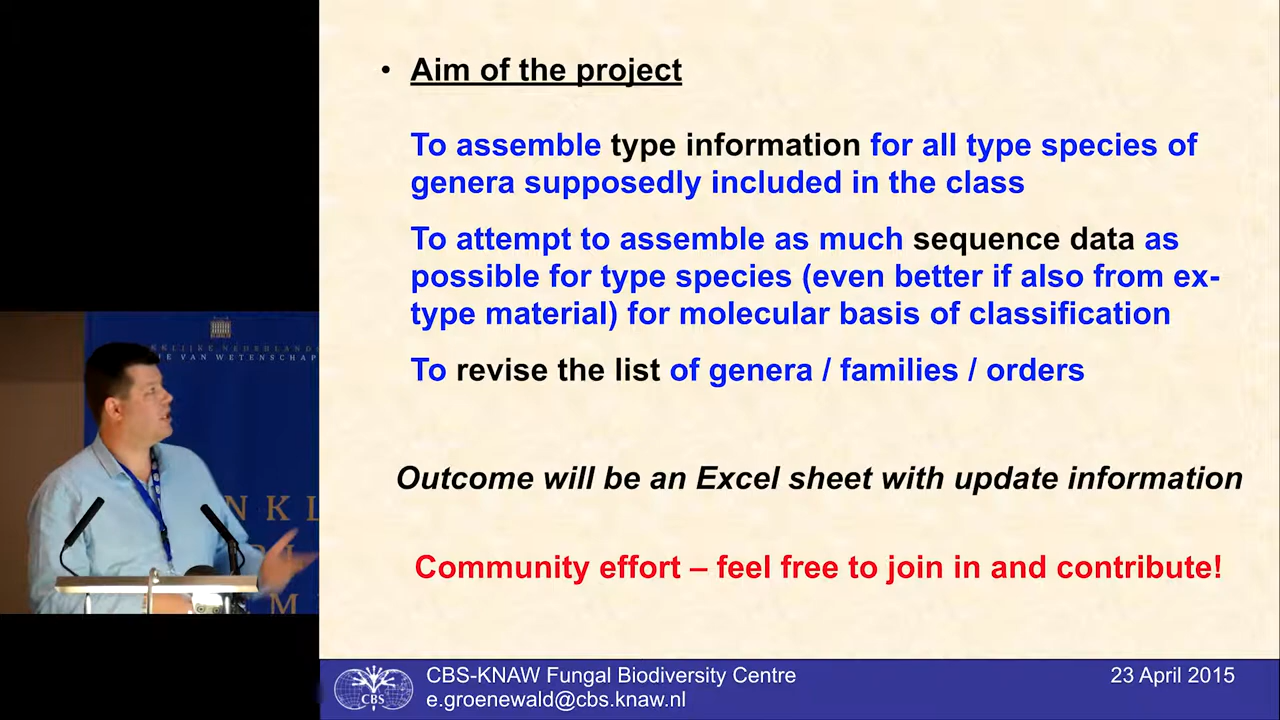 • Aim of the project
To assemble type information for all type species of
genera supposedly included in the class
To attempt to assemble as much sequence data as
possible for type species (even better if also from ex-
type material) for molecular basis of classification
To revise the list of genera / families / orders
Outcome will be an Excel sheet with update information
Community effort – feel free to join in and contribute!
CBS
CBS-KNAW Fungal Biodiversity Centre
e.groenewald@cbs.knaw.nl
23 April 2015
VAN WETENSCHAP
N K L
M